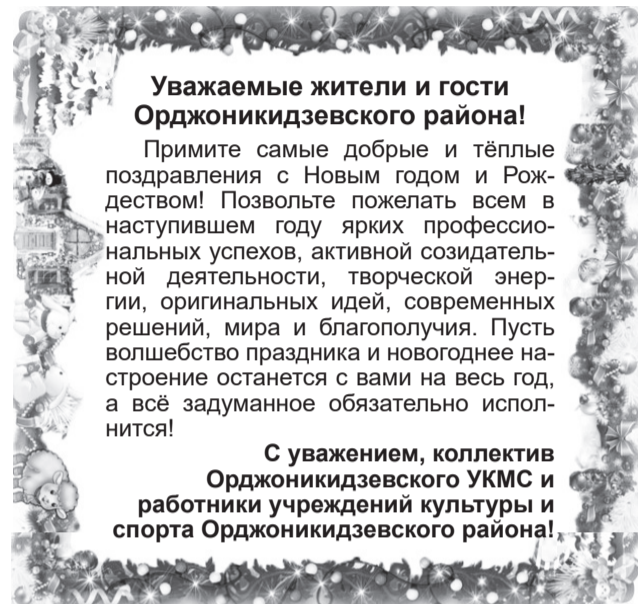 Уважаемые жители и гости
Орджоникидзевского района!
Примите самые добрые и тёплые
поздравления с Новым годом и Рож-
деством! Позвольте пожелать всем в
наступившем году ярких профессио-
нальных успехов, активной созидатель-
ной деятельности, творческой энер-
гии, оригинальных идей, современных
решений, мира и благополучия. Пусть
волшебство праздника и новогоднее на-
строение останется с вами на весь год,
а всё задуманное обязательно испол-
нится!
С уважением, коллектив
Орджоникидзевского УКМС и
работники учреждений культуры и
спорта Орджоникидзевского района!